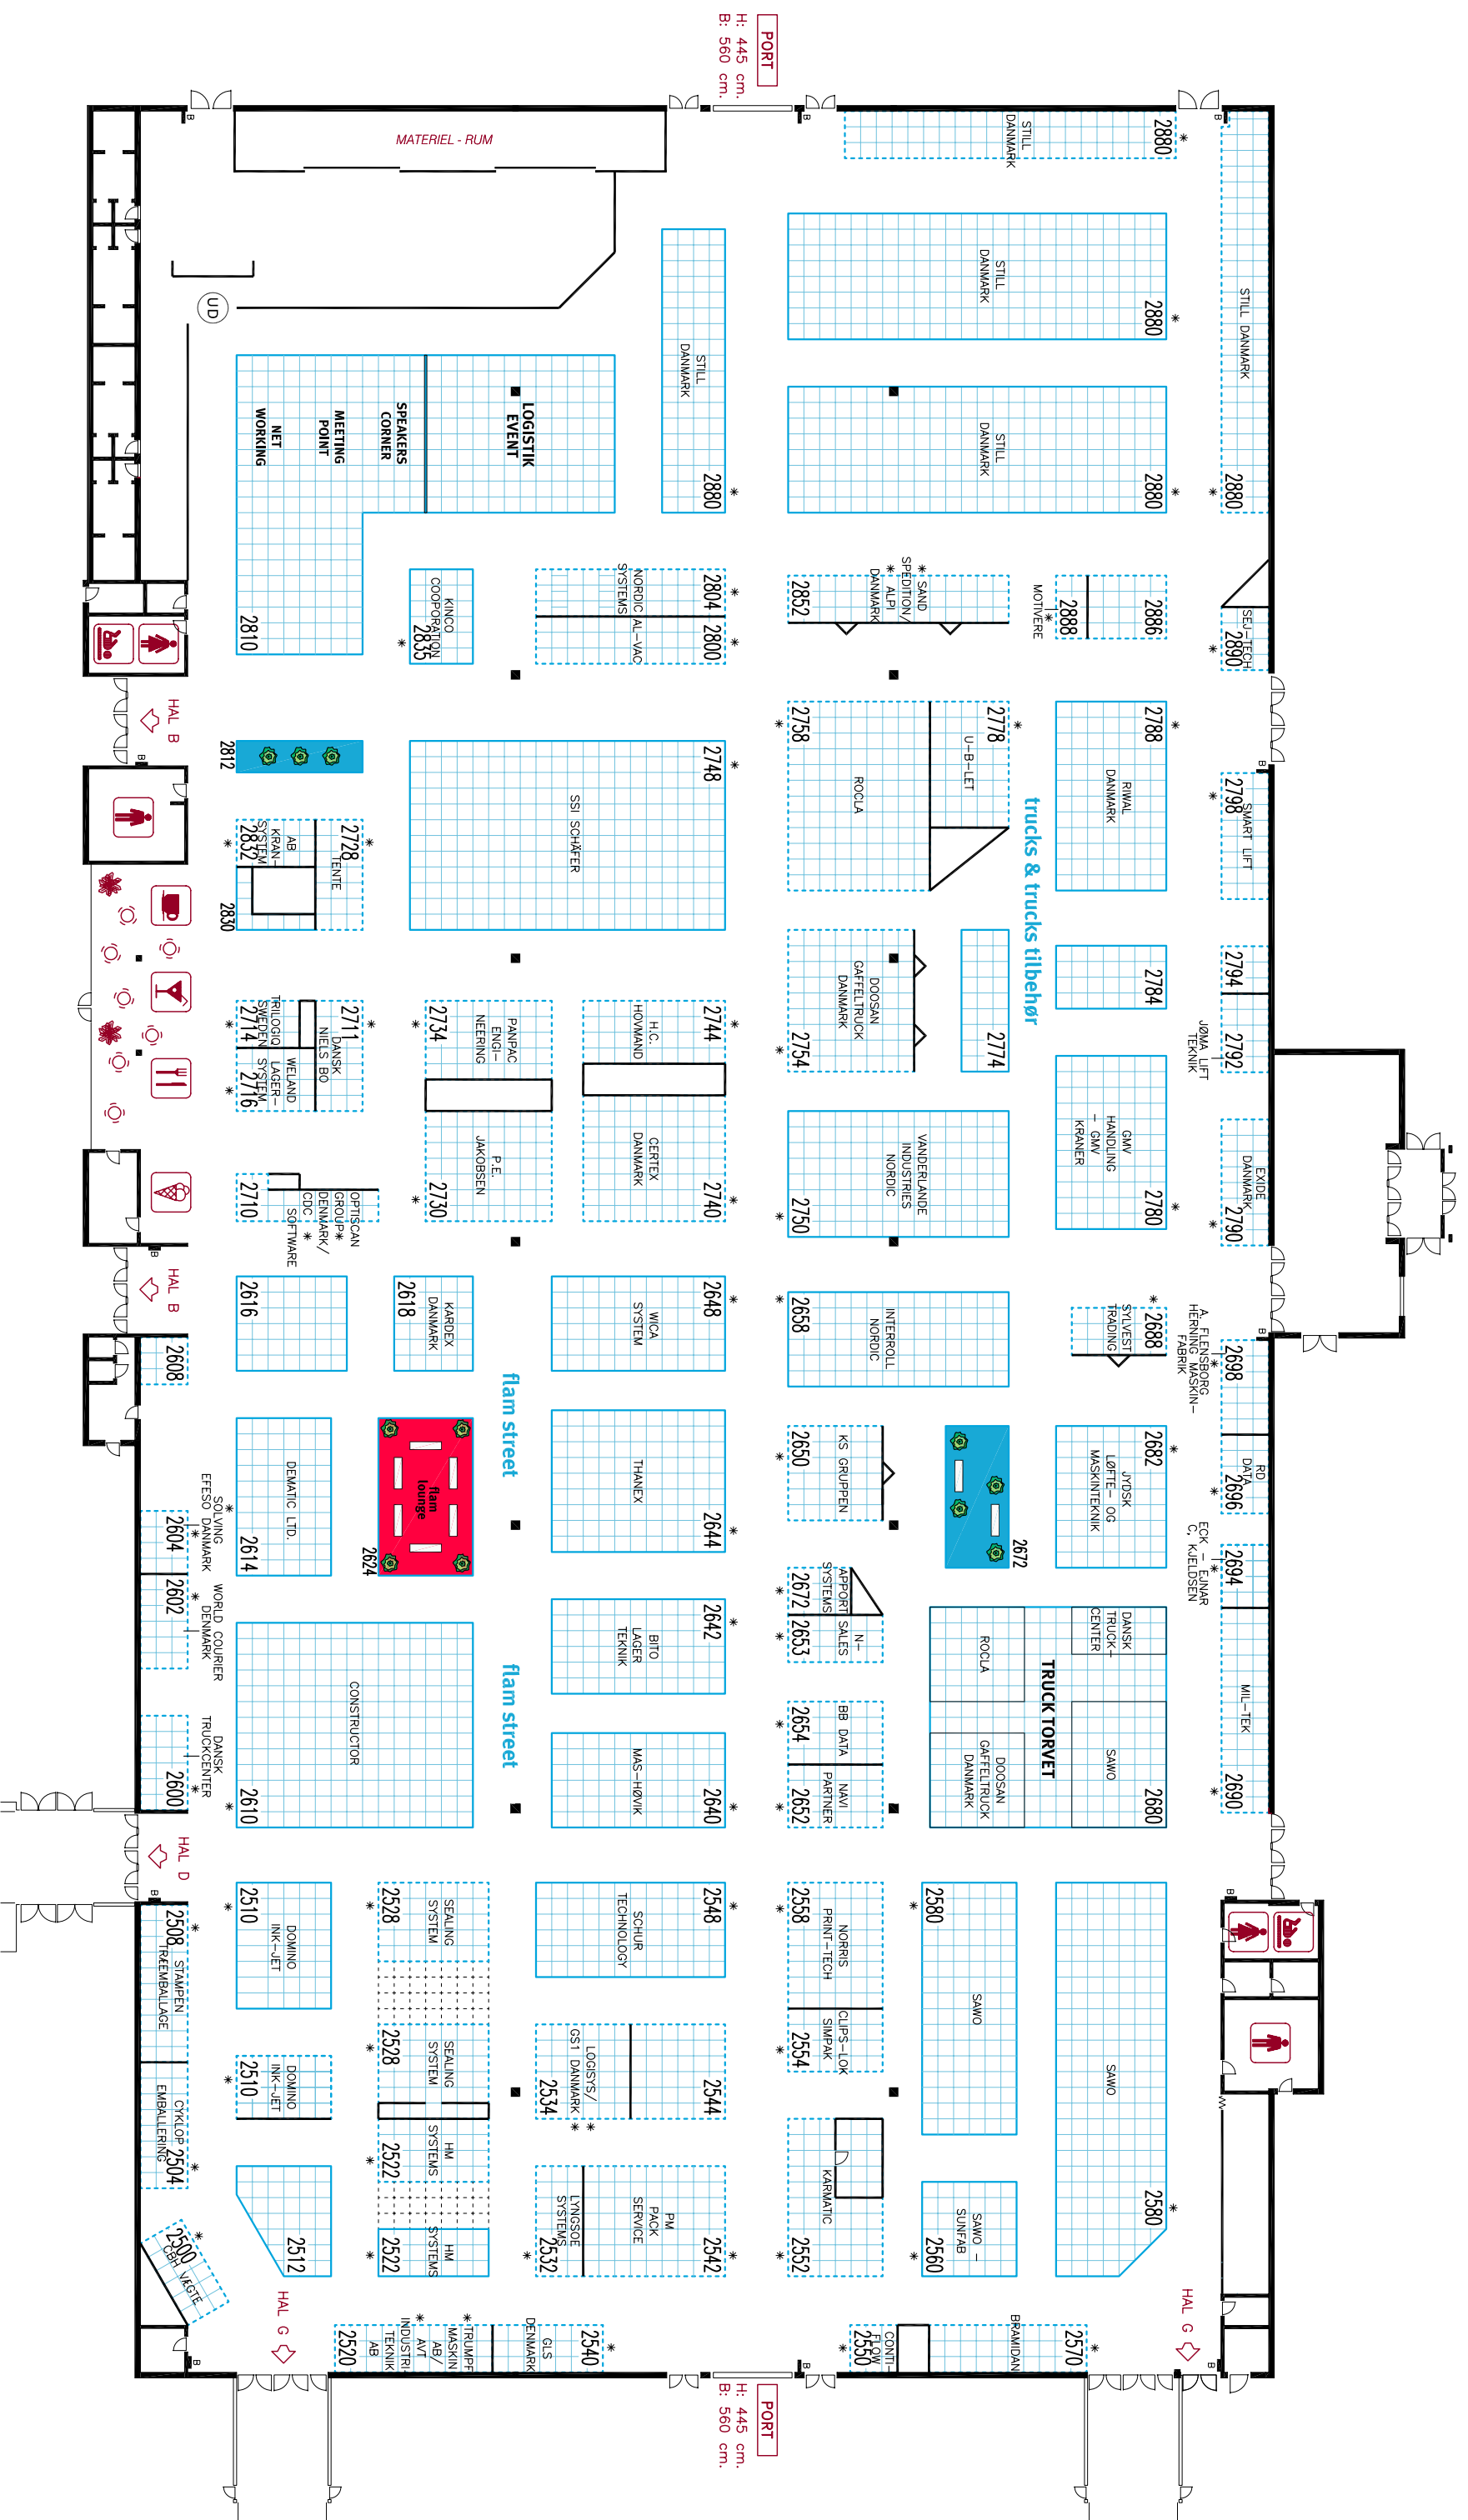 PORT
H: 445 cm.
B: 560 cm.
MATERIEL - RUM
B
B
B
STILL
DANMARK
2880
STILL DANMARK
2880
STILL
DANMARK
2880
STILL
DANMARK
2880
STILL
DANMARK
2880
UD
LOGISTIK
EVENT
SPEAKERS
CORNER
MEETING
POINT
NET
WORKING
2810
KINCO
COOPORATION
2835
NORDIC
SYSTEMS
2804
AL-VAC
2800
SAND
SPEDITION/
ALPI
DANMARK
2852
MOTIVERE
2888
2886
SEJ-TECH
2890
HAL B
B
2812
2748
SSI SCHÄFER
2758
ROCLA
2778
U-B-LET
trucks & trucks tilbehør
2788
RIWAL
DANMARK
B
2798
SMART LIFT
AB
KRAN-
SYSTEM
2832
2728
TENTE
2830
DOOSAN
GAFFELTRUCK
DANMARK
2754
2774
2784
2794
JØMA LIFT
TEKNIK
2792
TRILOGIQ
SWEDEN
2714
2711
DANSK
NIELS BO
WELAND
LAGER-
SYSTEM
2716
2734
PANPAC
ENGI-
NEERING
2744
H.C.
HOVMAND
P.E.
JAKOBSEN
2730
CERTEX
DANMARK
2740
VANDERLANDE
INDUSTRIES
NORDIC
2750
GMV
HANDLING
- GMV
KRANER
2780
EXIDE
DANMARK
2790
2710
OPTISCAN
GROUP
DENMARK/
CDC
SOFTWARE
B
HAL B
2616
2618
KARDEX
DANMARK
2648
WICA
SYSTEM
2658
INTERROLL
NORDIC
2688
SYLVEST
TRADING
A. FLENSBORG
HERNING MASKIN-
FABRIK
B
2698
RD
DATA
2696
2608
flam street
DEMATIC LTD.
2614
flam
lounge
2624
THANEX
2644
2650
KS GRUPPEN
2672
2682
JYDSK
LØFTE- OG
MASKINTEKNIK
ECK - EJNAR
C. KJELDSEN
2694
SOLVING
EFESO DANMARK
2604
WORLD COURIER
DENMARK
2602
DANSK
TRUCKCENTER
2600
CONSTRUCTOR
2610
flam street
2642
BITO
LAGER
TEKNIK
MAS-HØVIK
2640
APPORT
SYSTEMS
2672
N-
SALES
2653
BB DATA
2654
NAVI
PARTNER
2652
DANSK
TRUCK-
CENTER
ROCLA
TRUCK TORVET
SAWO
DOOSAN
GAFFELTRUCK
DANMARK
2680
MIL-TEK
2690
HAL D
B
B
2508
STAMPEN
TRÆEMBALLAGE
CYKLOP
EMBALLERING
2504
2510
DOMINO
INK-JET
2510
DOMINO
INK-JET
2528
SEALING
SYSTEM
2528
SEALING
SYSTEM
HM
SYSTEMS
2522
HM
SYSTEMS
2522
2548
SCHUR
TECHNOLOGY
LOGISYS/
GS1 DANMARK
2534
2544
PM
PACK
SERVICE
2542
LYNGSOE
SYSTEMS
2532
2558
NORRIS
PRINT-TECH
CLIPS-LOK
SIMPAK
2554
KARMATIC
2552
2580
SAWO
SAWO
2580
SAWO -
SUNFAB
2560
2500
CBH VÆGTE
2512
HAL G
B
TRUMPF
MASKIN
AB/
AVT
INDUSTRI-
TEKNIK
AB
2520
GLS
DENMARK
2540
B
CONTI-
FLOW
2550
BRAMIDAN
2570
HAL G
B
PORT
H: 445 cm.
B: 560 cm.